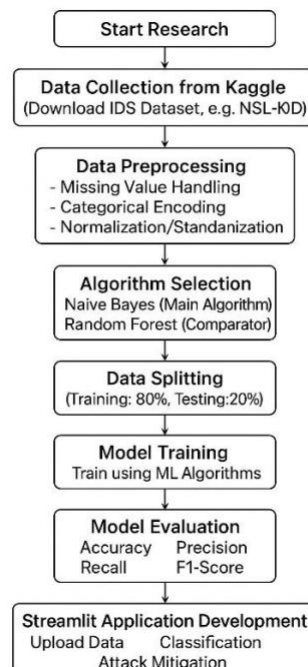 Start Research
Data Collection from Kaggle
(Download IDS Dataset, e.g. NSL-KID)
Data Preprocessing
- Missing Value Handling
- Categorical Encoding
- Normalization/Standanization
Algorithm Selection
Naive Bayes (Main Algorithm)
Random Forest (Comparator)
Data Splitting
(Training: 80%, Testing:20%)
Model Training
Train using ML Algorithms
Model Evaluation
Accuracy Precision
Recall F1-Score
Streamlit Application Development
Upload Data Classification
Attack Mitigation